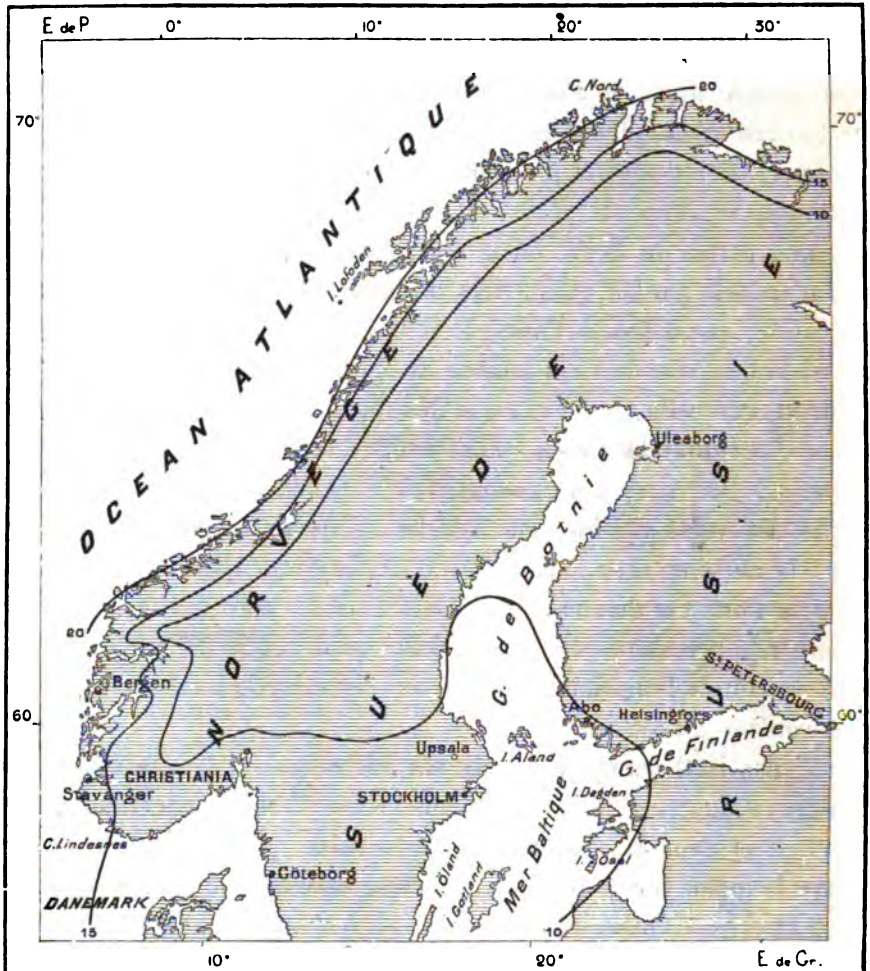 E. de P.
0°
10°
20°
30°
70°
C. Nord
20
70°
15
10
OCEAN ATLANTIQUE
I. Lofoden
NORVEGE
SUEDE
RUSSIE
Uleaborg
G. de Botnie
20
Bergen
St PETERSBOURG
60°
Abo
Helsingfors
60°
Upsala
I. Aland
G. de Finlande
CHRISTIANIA
Stavanger
STOCKHOLM
I. Dagden
C. Lindesnes
Mer Baltique
I. Osel
Göteborg
I. Öland
I. Gotland
DANEMARK
15
10
10°
20°
E. de Gr.